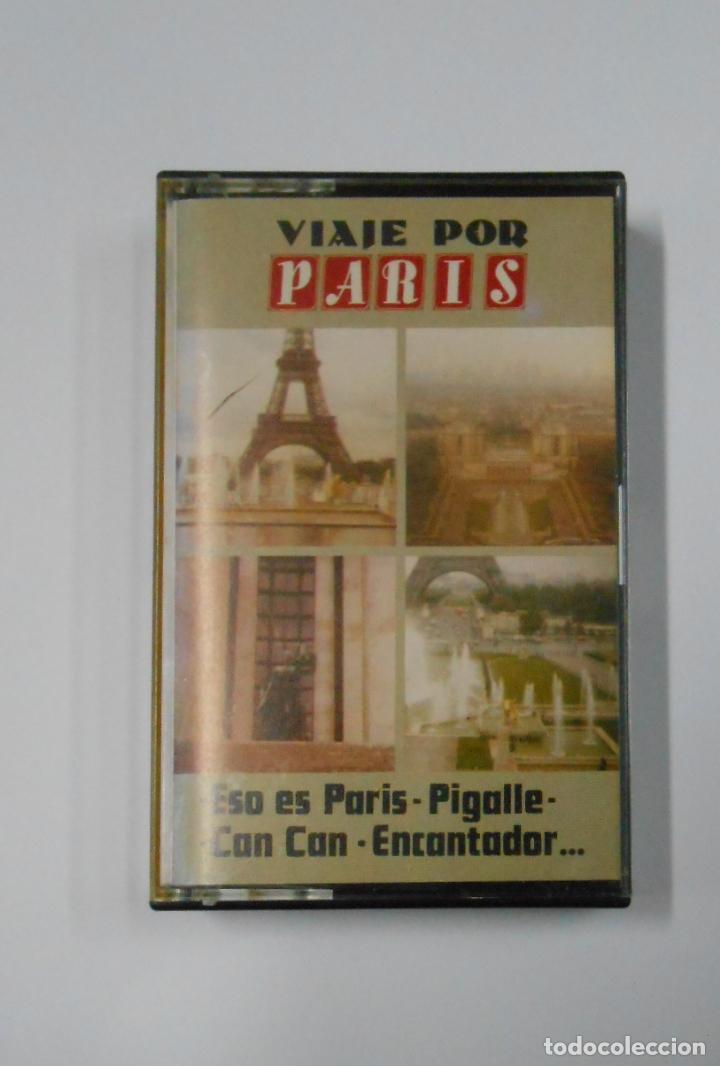 VIAJE POR
PARIS
·Eso es Paris - Pigalle -
·Can Can · Encantador...
todocoleccion